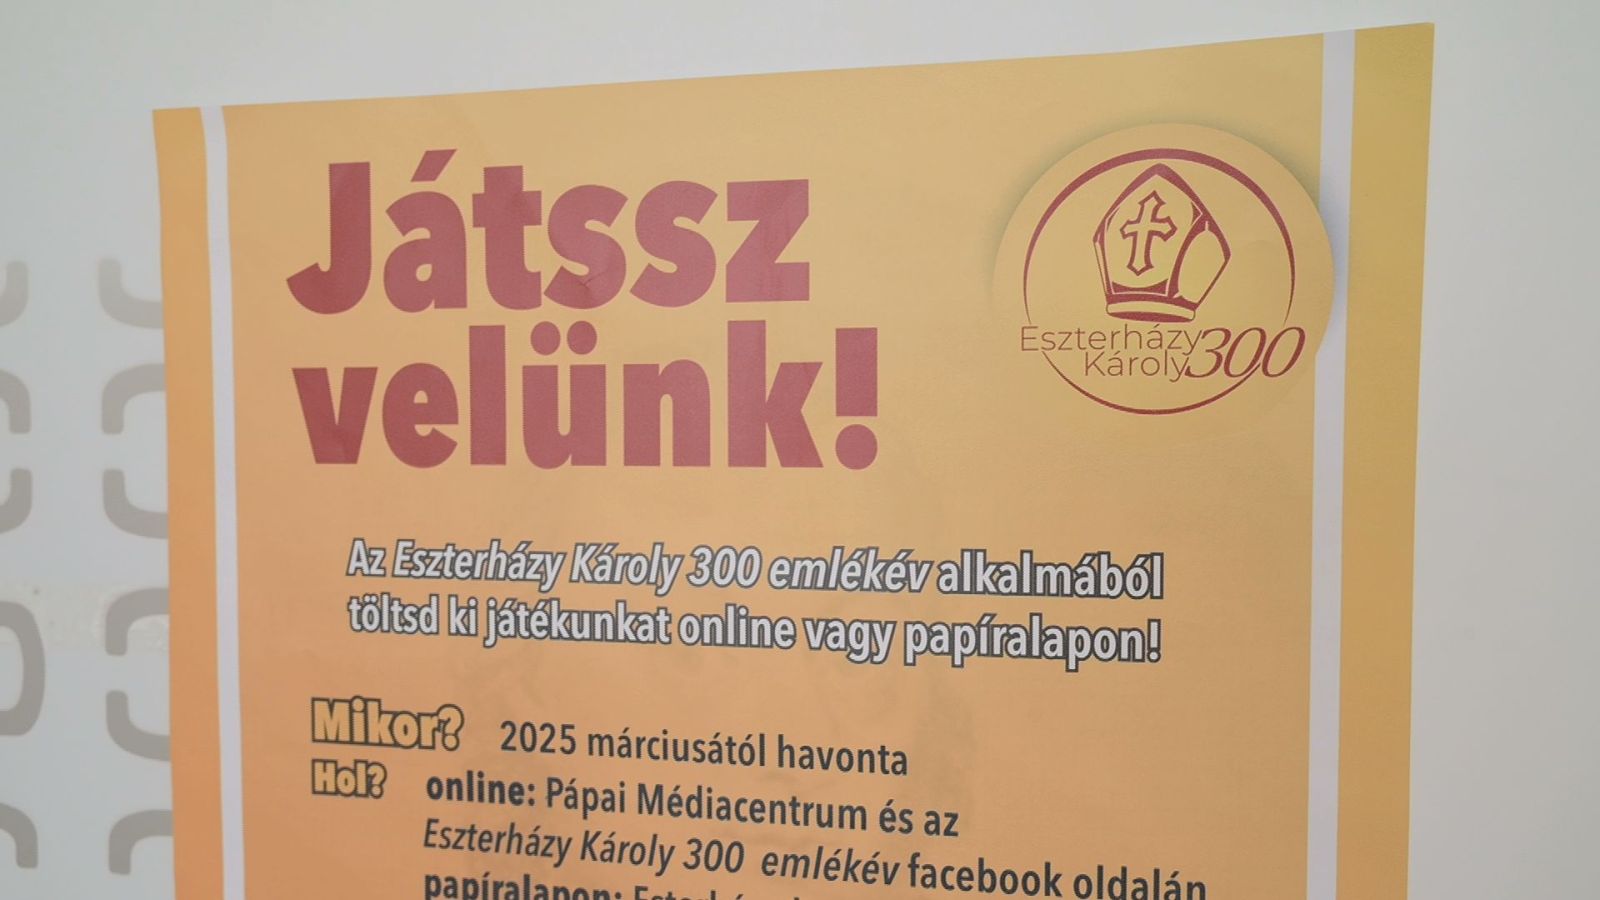 Játssz
velünk!
Eszterházy
Károly 300
Az Eszterházy Károly 300 emlékév alkalmából
töltsd ki játékunkat online vagy papíralapon!
Mikor? 2025 márciusától havonta
Hol? online: Pápai Médiacentrum és az
Eszterházy Károly 300 emlékév facebook oldalán
papíralapon: